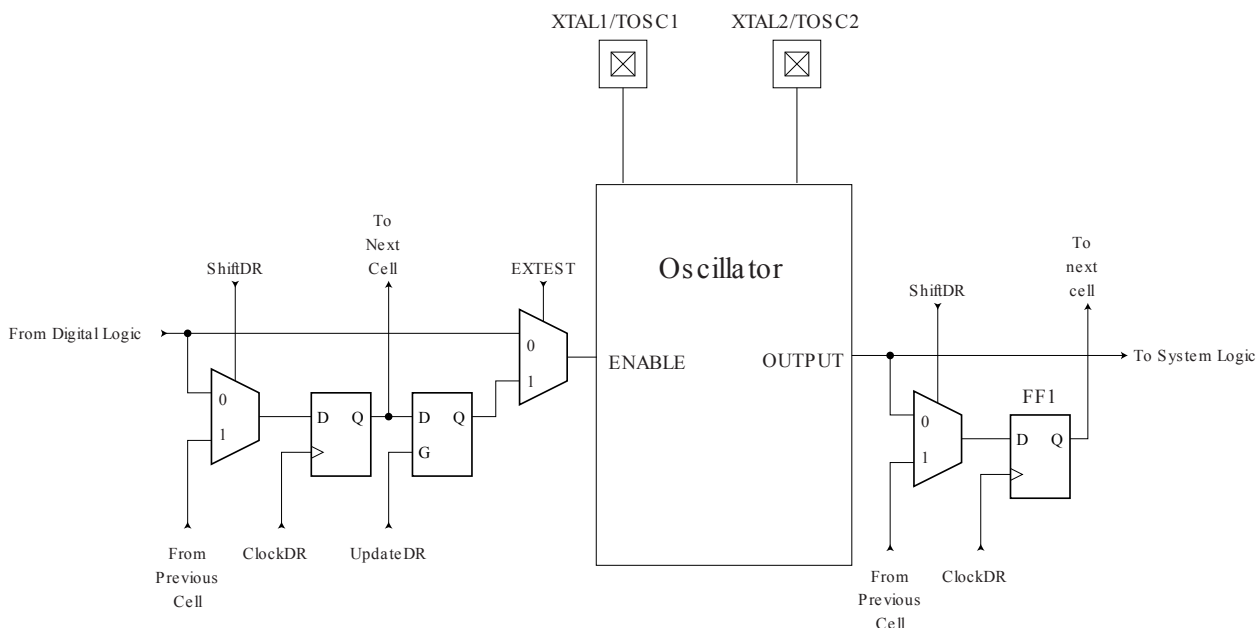 XTAL1/TOSC1
XTAL2/TOSC2
To
Next
Cell
ShiftDR
EXTEST
Oscillator
From Digital Logic
0
1
D
Q
D
Q
G
0
1
ENABLE
OUTPUT
From
Previous
Cell
ClockDR
UpdateDR
ShiftDR
To
next
cell
To System Logic
0
1
FF1
D
Q
From
Previous
Cell
ClockDR